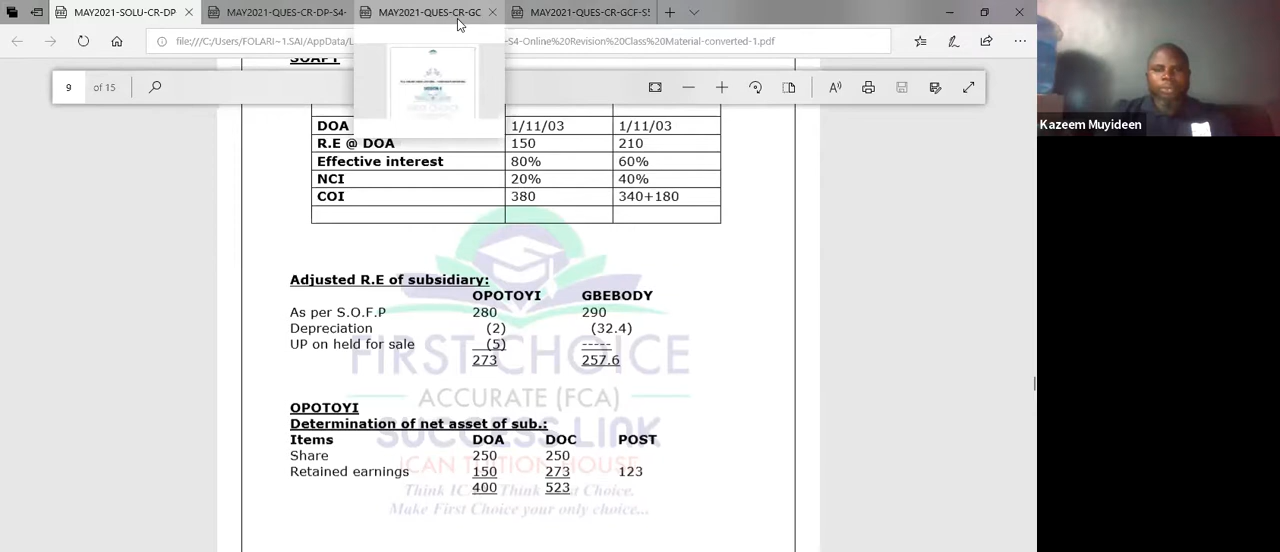 MAY2021-SOLU-CR-DP
MAY2021-QUES-CR-DP-S4-
MAY2021-QUES-CR-GC
MAY2021-QUES-CR-GCF-S5
file:///C:/Users/FOLARI~1.SAI/AppData/L
-S4-Online%20Revision%20Class%20Material-converted-1.pdf
SOAPT
9 of 15
DOA 1/11/03 1/11/03
R.E @ DOA 150 210
Effective interest 80% 60%
NCI 20% 40%
COI 380 340+180
Adjusted R.E of subsidiary:
OPOTOYI GBEBODY
As per S.O.F.P 280 290
Depreciation (2) (32.4)
UP on held for sale (5) -----
273 257.6
FIRST CHOICE
ACCURATE (FCA)
SUCCESS LINK
ICAN TUITION HOUSE
OPOTOYI
Determination of net asset of sub.:
Items DOA DOC POST
Share 250 250
Retained earnings 150 273 123
400 523
Think IC Think t Choice.
Make First Choice your only choice...
Kazeem Muyideen